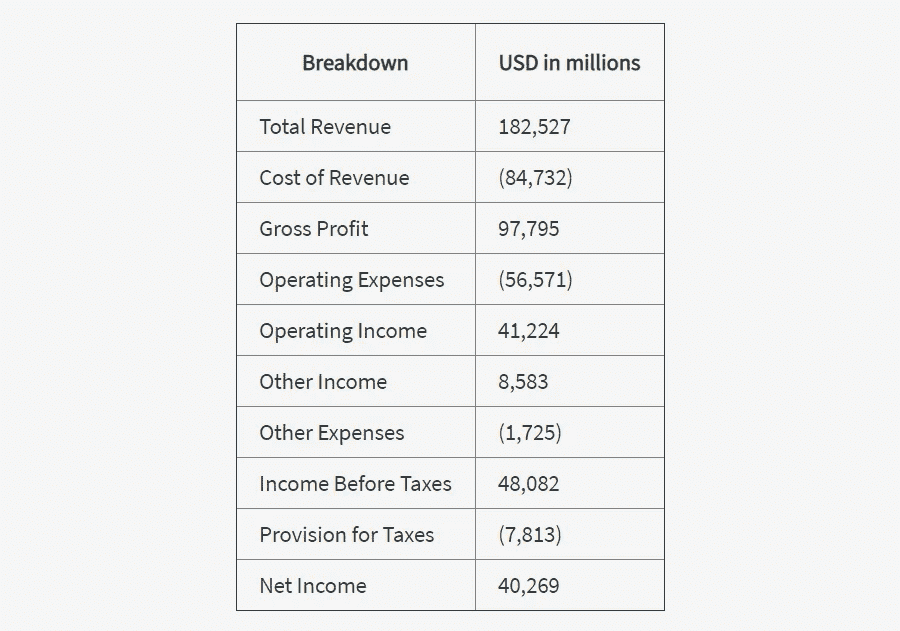 Breakdown USD in millions
Total Revenue 182,527
Cost of Revenue (84,732)
Gross Profit 97,795
Operating Expenses (56,571)
Operating Income 41,224
Other Income 8,583
Other Expenses (1,725)
Income Before Taxes 48,082
Provision for Taxes (7,813)
Net Income 40,269